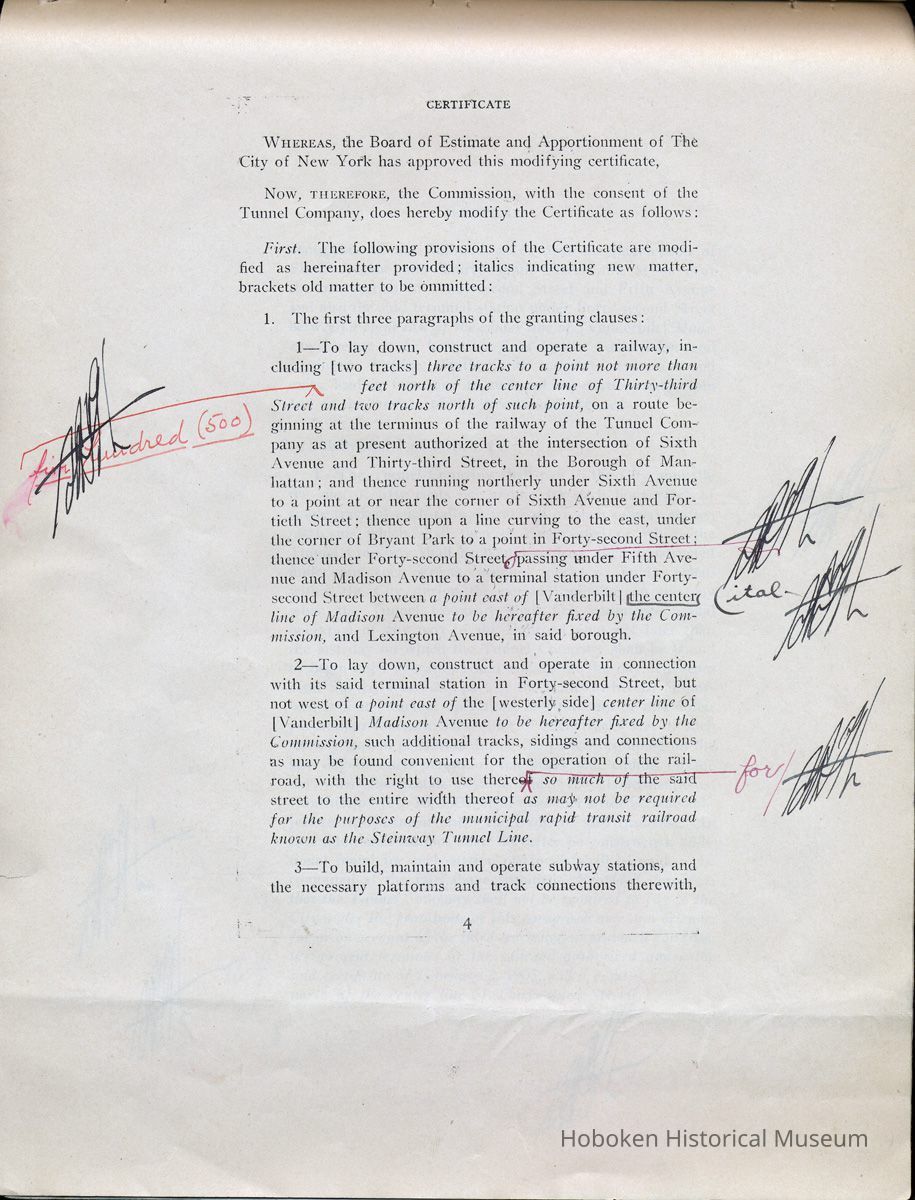 CERTIFICATE
WHEREAS, the Board of Estimate and Apportionment of The
City of New York has approved this modifying certificate,
NOW, THEREFORE, the Commission, with the consent of the
Tunnel Company, does hereby modify the Certificate as follows:
First. The following provisions of the Certificate are modi-
fied as hereinafter provided; italics indicating new matter,
brackets old matter to be ommitted:
1. The first three paragraphs of the granting clauses:
1—To lay down, construct and operate a railway, in-
cluding [two tracks] three tracks to a point not more than
five hundred (500)
feet north of the center line of Thirty-third
Street and two tracks north of such point, on a route be-
ginning at the terminus of the railway of the Tunnel Com-
pany as at present authorized at the intersection of Sixth
Avenue and Thirty-third Street, in the Borough of Man-
hattan; and thence running northerly under Sixth Avenue
to a point at or near the corner of Sixth Avenue and For-
tieth Street; thence upon a line curving to the east, under
the corner of Bryant Park to a point in Forty-second Street;
thence under Forty-second Street, passing under Fifth Ave-
nue and Madison Avenue to a terminal station under Forty-
second Street between a point east of [Vanderbilt] the center
ital-
line of Madison Avenue to be hereafter fixed by the Com-
mission, and Lexington Avenue, in said borough.
2—To lay down, construct and operate in connection
with its said terminal station in Forty-second Street, but
not west of a point east of the [westerly side] center line of
[Vanderbilt] Madison Avenue to be hereafter fixed by the
Commission, such additional tracks, sidings and connections
as may be found convenient for the operation of the rail-
road, with the right to use thereof so much of the said
for/
street to the entire width thereof as may not be required
for the purposes of the municipal rapid transit railroad
known as the Steinway Tunnel Line.
3—To build, maintain and operate subway stations, and
the necessary platforms and track connections therewith,
4
Hoboken Historical Museum